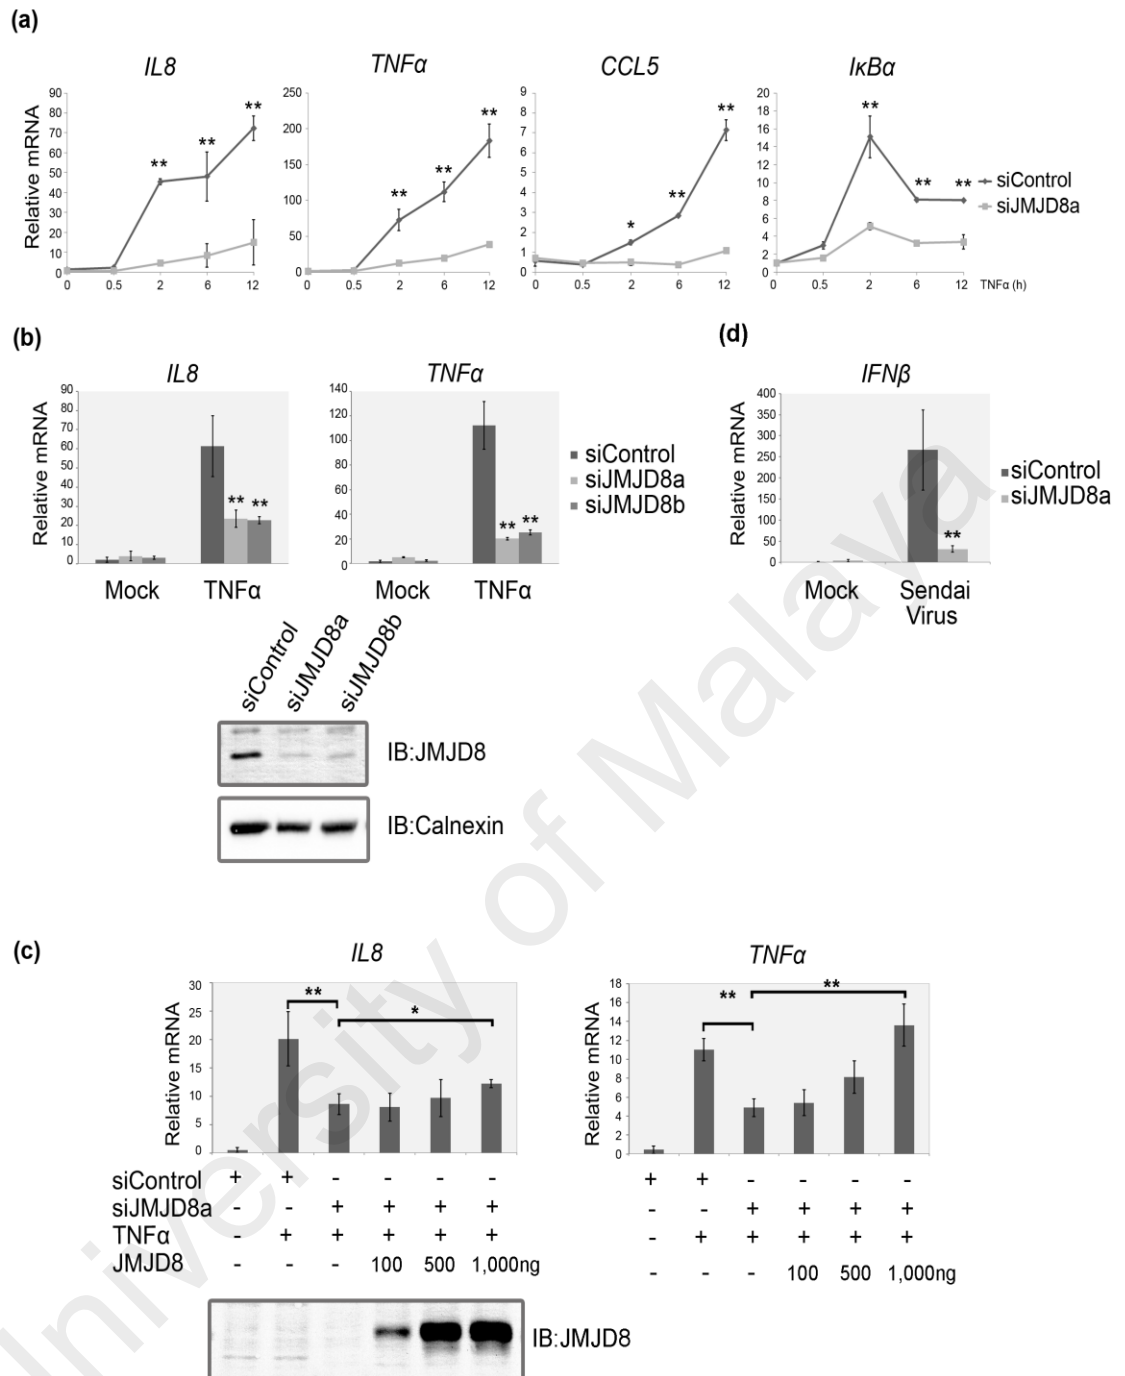 (a)
IL8
TNFα
CCL5
IκBα
Relative mRNA
90
80
70
60
50
40
30
20
10
0
** ** **
0 0.5 2 6 12
250
200
150
100
50
0
** ** **
0 0.5 2 6 12
9
8
7
6
5
4
3
2
1
0
* ** **
0 0.5 2 6 12
20
18
16
14
12
10
8
6
4
2
0
** ** **
0 0.5 2 6 12
TNFα (h)
siControl
siJMJD8a
(b)
IL8
Relative mRNA
90
80
70
60
50
40
30
20
10
0
** **
Mock TNFα
TNFα
140
120
100
80
60
40
20
0
** **
Mock TNFα
siControl
siJMJD8a
siJMJD8b
siControl
siJMJD8a
siJMJD8b
IB:JMJD8
IB:Calnexin
(d)
IFNβ
Relative mRNA
400
350
300
250
200
150
100
50
0
**
Mock Sendai
Virus
siControl
siJMJD8a
(c)
IL8
Relative mRNA
30
25
20
15
10
5
0
** *
TNFα
Relative mRNA
18
16
14
12
10
8
6
4
2
0
** **
siControl + + - - - - + + - - - -
siJMJD8a - - + + + + - - + + + +
TNFα - + + + + + - + + + + +
JMJD8 - - - 100 500 1,000ng - - - 100 500 1,000ng
IB:JMJD8
University of Malaya